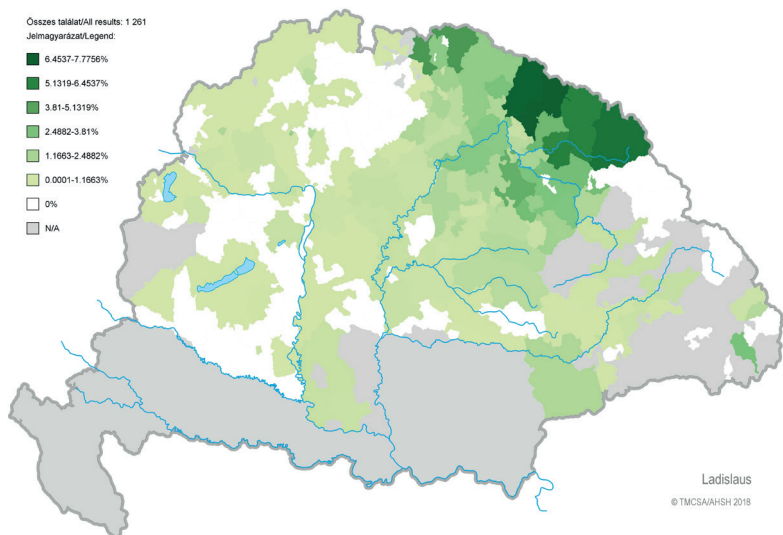 Összes találat/All results: 1 261
Jelmagyarázat/Legend:
6.4537-7.7756%
5.1319-6.4537%
3.81-5.1319%
2.4882-3.81%
1.1663-2.4882%
0.0001-1.1663%
0%
N/A
Ladislaus
© TMCSA/AHSH 2018